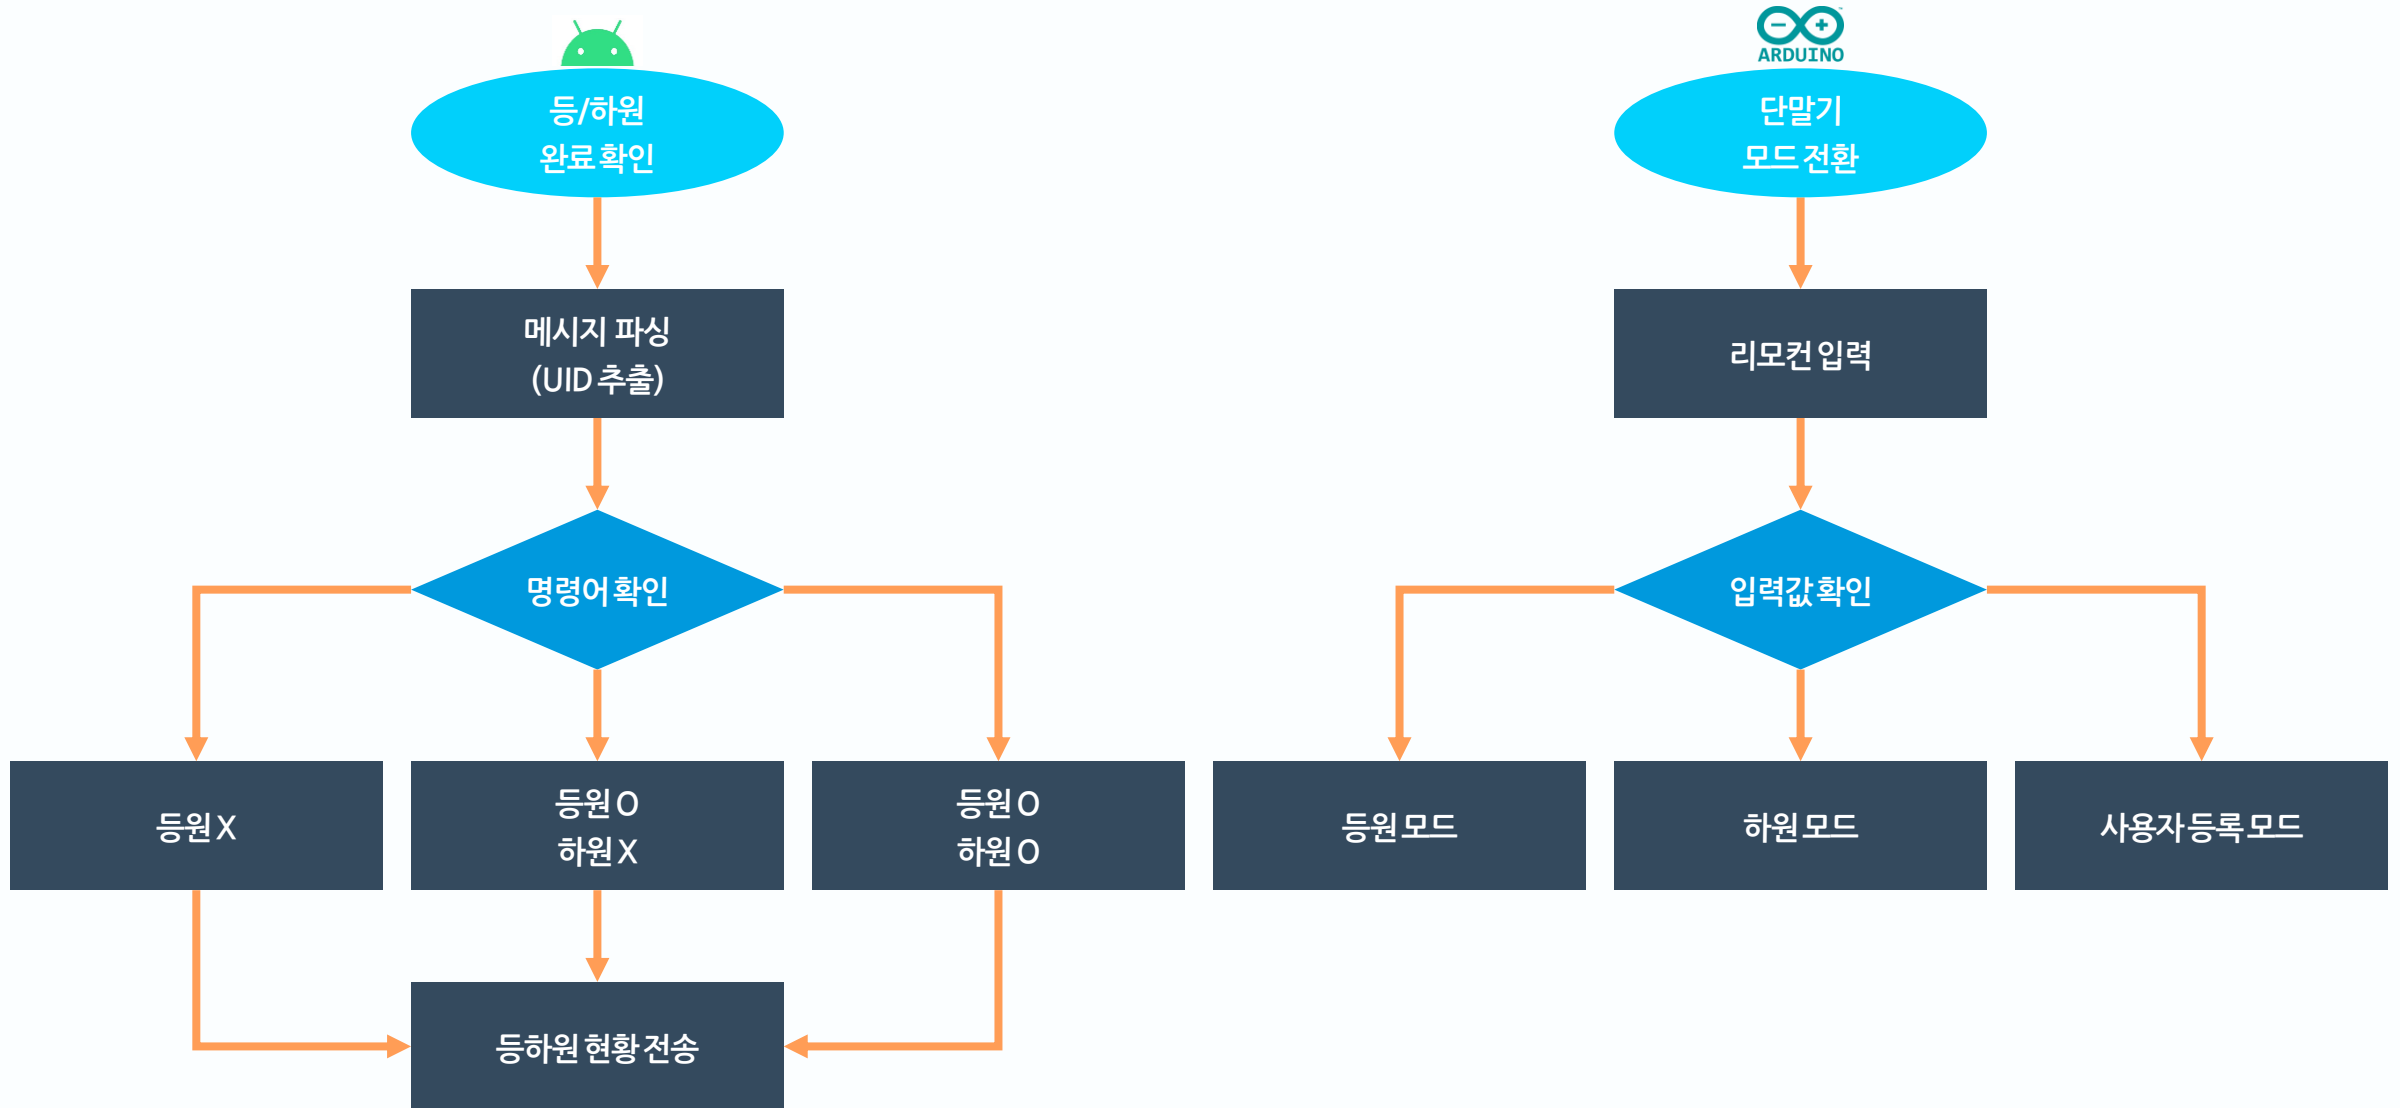 등/하원
완료 확인
메시지 파싱
(UID 추출)
명령어 확인
등원 X
등원 O
하원 X
등원 O
하원 O
등하원 현황 전송
ARDUINO
단말기
모드 전환
리모컨 입력
입력값 확인
등원 모드
하원 모드
사용자 등록 모드